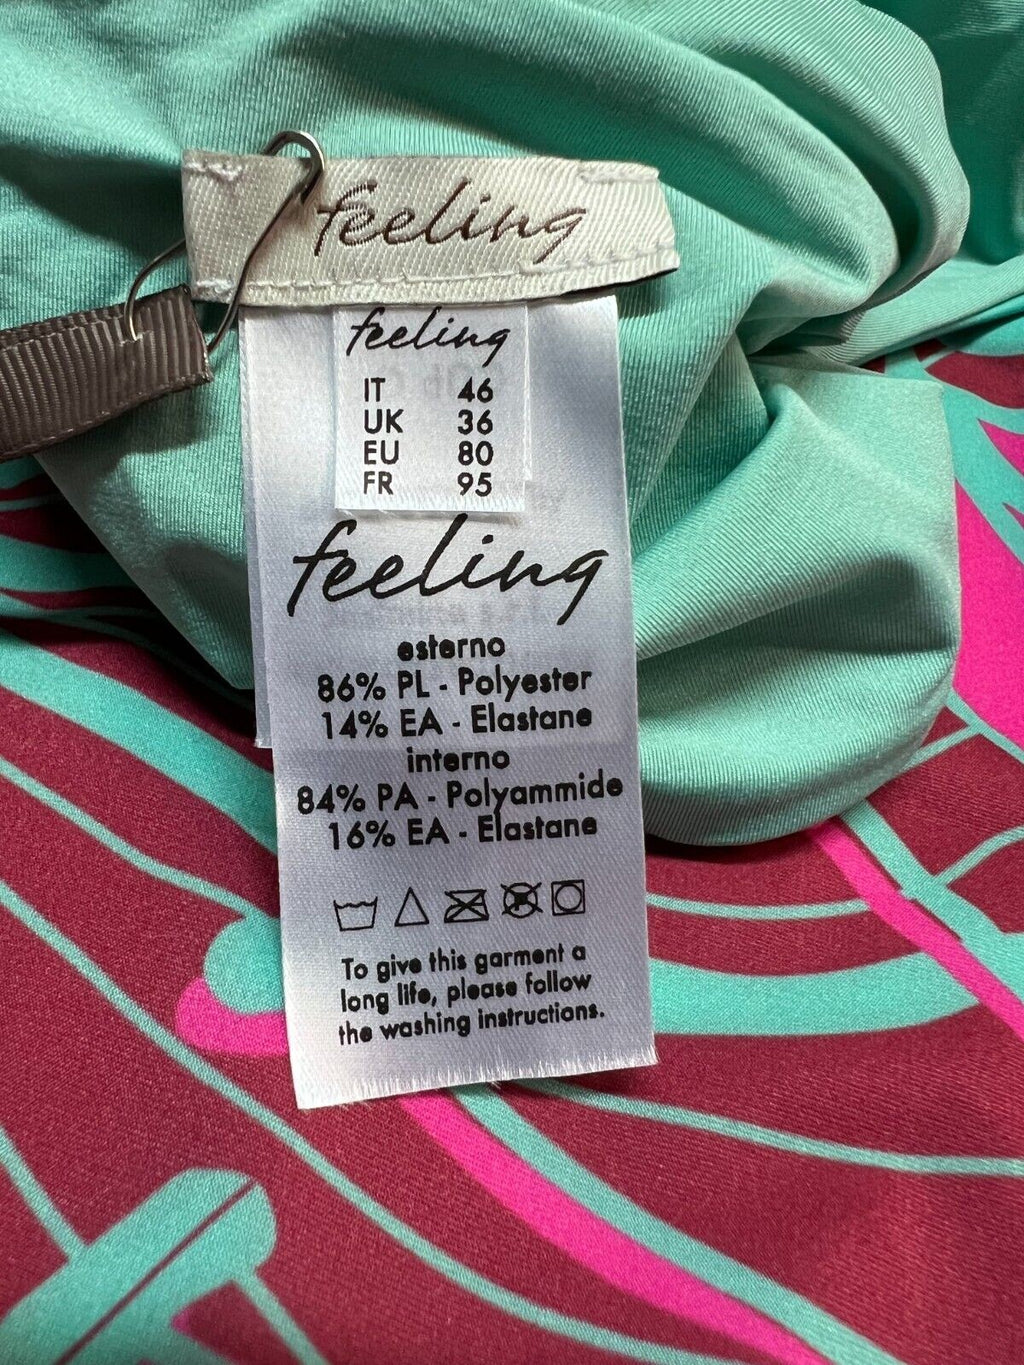 feeling
feeling
IT 46
UK 36
EU 80
FR 95
feeling
esterno
86% PL - Polyester
14% EA - Elastane
interno
84% PA - Polyammide
16% EA - Elastane
To give this garment a
long life, please follow
the washing instructions.